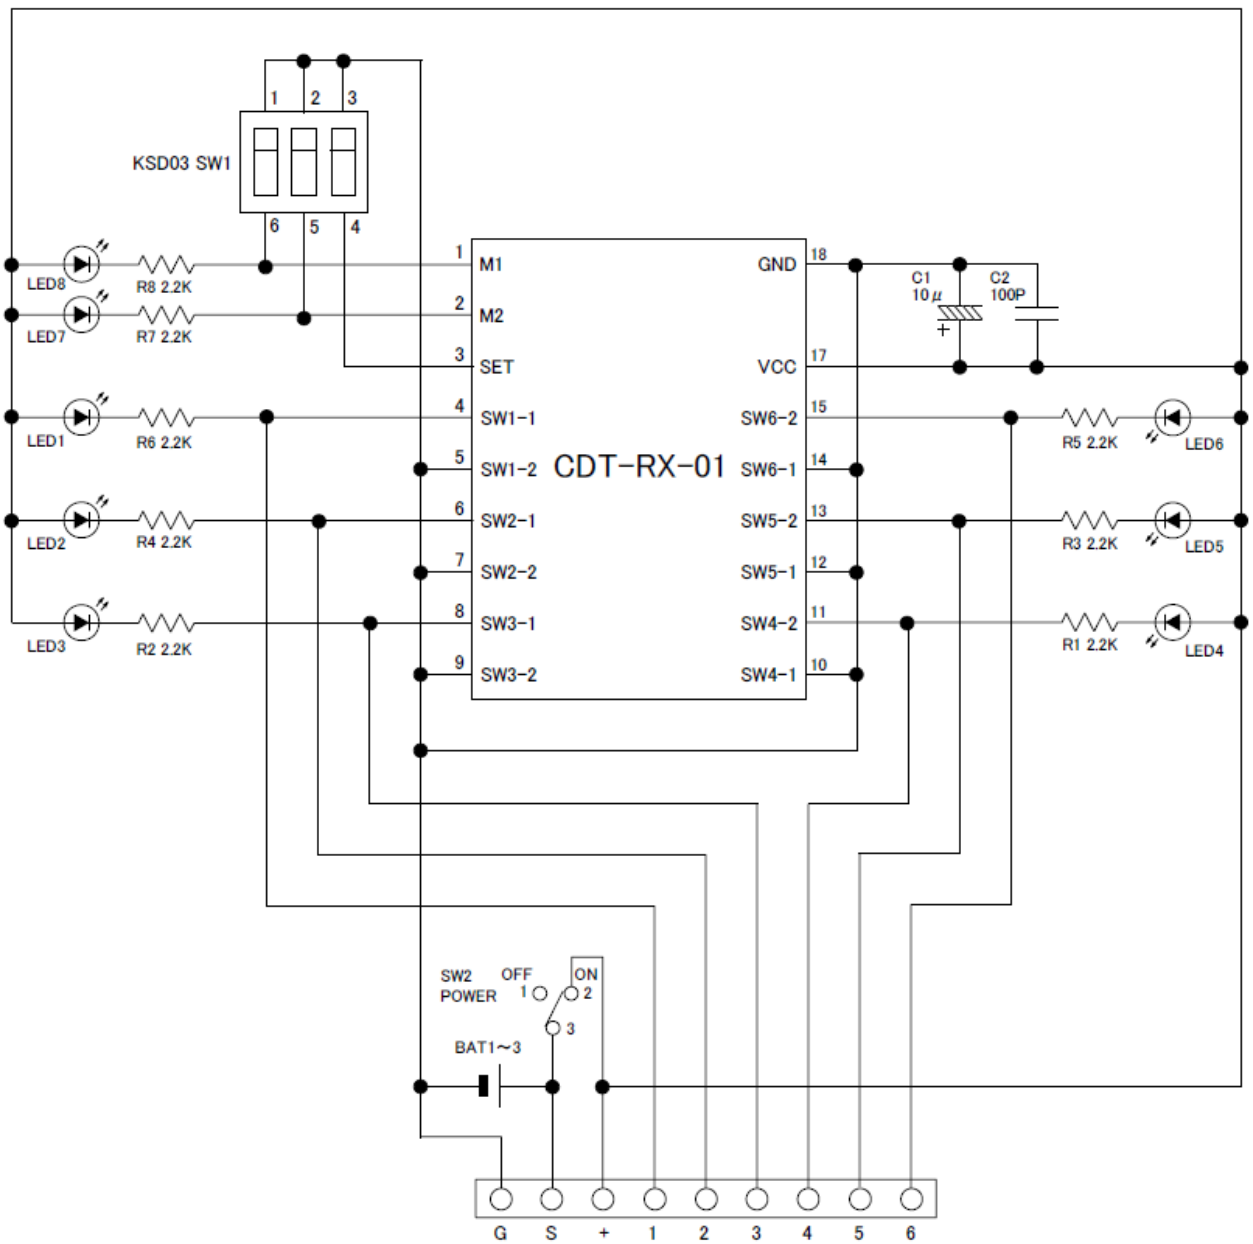 1 2 3
KSD03 SW1
6 5 4
LED8 R8 2.2K
LED7 R7 2.2K
LED1 R6 2.2K
LED2 R4 2.2K
LED3 R2 2.2K
1 M1
2 M2
3 SET
4 SW1-1
5 SW1-2
6 SW2-1
7 SW2-2
8 SW3-1
9 SW3-2
CDT-RX-01
GND 18
VCC 17
SW6-2 15
SW6-1 14
SW5-2 13
SW5-1 12
SW4-2 11
SW4-1 10
C1
10μ
+
C2
100P
R5 2.2K LED6
R3 2.2K LED5
R1 2.2K LED4
SW2
POWER
OFF ON
1 2
3
BAT1~3
G S + 1 2 3 4 5 6